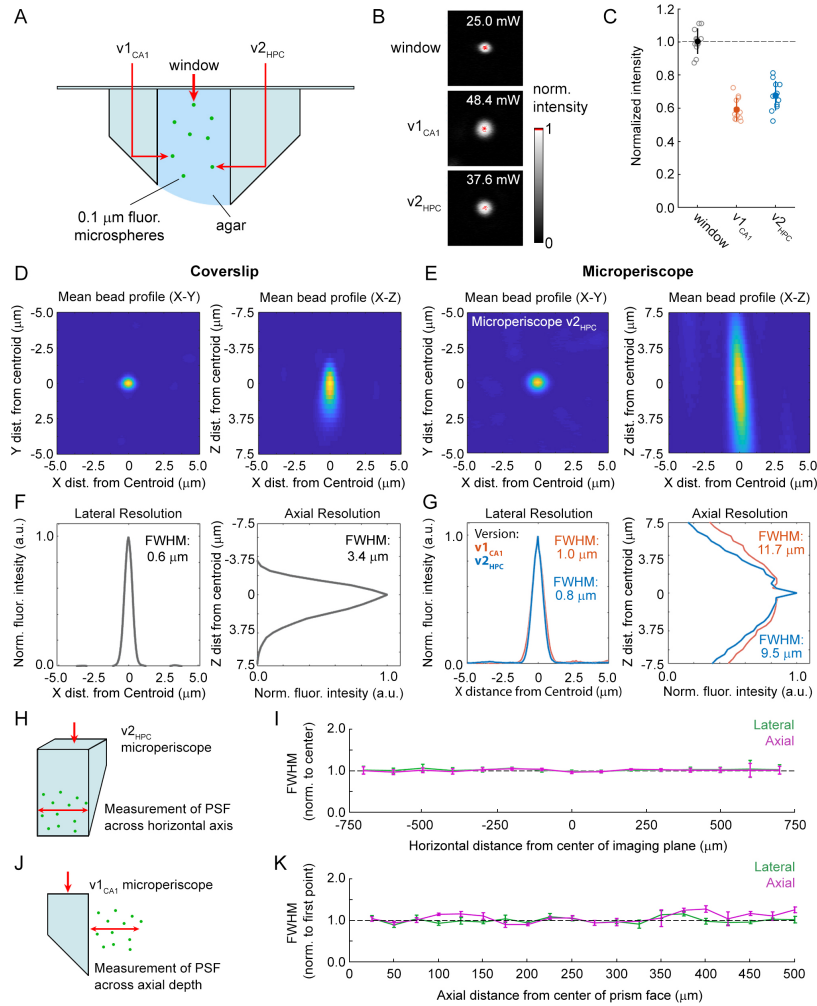 A
v1CA1
v2HPC
window
0.1 μm fluor.
microspheres
agar
B
window
25.0 mW
v1CA1
48.4 mW
v2HPC
37.6 mW
norm.
intensity
1
0
C
Normalized intensity
1.2
1.0
0.8
0.6
0.4
0.2
0.0
window
v1CA1
v2HPC
D
Coverslip
Mean bead profile (X-Y)
Y dist. from centroid (μm)
-5.0
-2.5
0
2.5
5.0
-5.0
-2.5
0
2.5
5.0
X dist. from Centroid (μm)
Mean bead profile (X-Z)
Z dist. from centroid (μm)
-7.5
-3.75
0
3.75
7.5
-5.0
-2.5
0
2.5
5.0
X dist. from Centroid (μm)
E
Microperiscope
Mean bead profile (X-Y)
Microperiscope v2HPC
Y dist. from centroid (μm)
-5.0
-2.5
0
2.5
5.0
-5.0
-2.5
0
2.5
5.0
X dist. from Centroid (μm)
Mean bead profile (X-Z)
Z dist. from centroid (μm)
-7.5
-3.75
0
3.75
7.5
-5.0
-2.5
0
2.5
5.0
X dist. from Centroid (μm)
F
Lateral Resolution
Norm. fluor. intesity (a.u.)
1.0
0.0
FWHM:
0.6 μm
-5.0
-2.5
0
2.5
5.0
X dist. from Centroid (μm)
Axial Resolution
Z dist from centroid (μm)
-7.5
-3.75
0
3.75
7.5
FWHM:
3.4 μm
0.0
1.0
Norm. fluor. intesity (a.u.)
G
Lateral Resolution
Norm. fluor. intesity (a.u.)
1.0
0.0
Version:
v1CA1
v2HPC
FWHM:
1.0 μm
FWHM:
0.8 μm
-5.0
-2.5
0
2.5
5.0
X distance from Centroid (μm)
Axial Resolution
Z dist from centroid (μm)
7.5
3.75
0
-3.75
-7.5
FWHM:
11.7 μm
FWHM:
9.5 μm
0.0
1.0
Norm. fluor. intesity (a.u.)
H
v2HPC
microperiscope
Measurement of PSF
across horizontal axis
I
Lateral
Axial
FWHM
(norm. to center)
2.0
1.0
0.0
-750
-500
-250
0
250
500
750
Horizontal distance from center of imaging plane (μm)
J
v1CA1 microperiscope
Measurement of PSF
across axial depth
K
Lateral
Axial
FWHM
(norm. to first point)
2.0
1.0
0.0
0
50
100
150
200
250
300
350
400
450
500
Axial distance from center of prism face (μm)